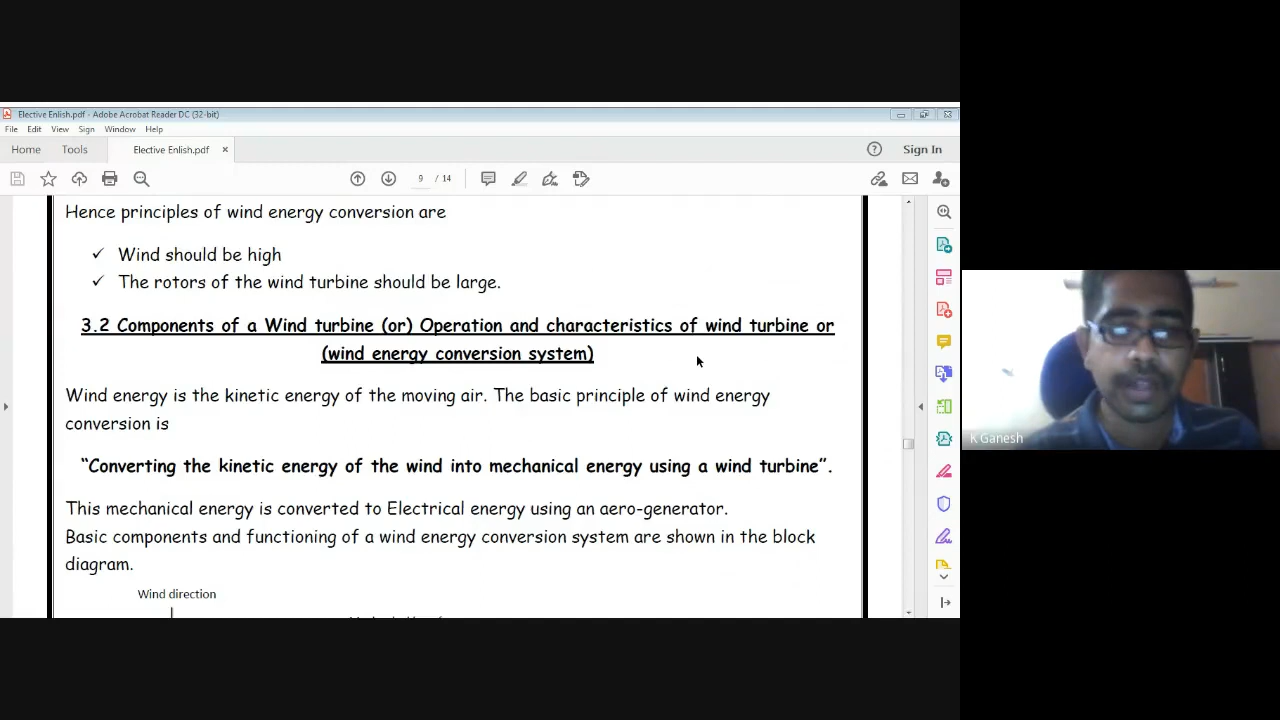 Elective Enlish.pdf - Adobe Acrobat Reader DC (32-bit)
File Edit View Sign Window Help
Home Tools Elective Enlish.pdf × Sign In
9 / 14
Hence principles of wind energy conversion are
✓ Wind should be high
✓ The rotors of the wind turbine should be large.
3.2 Components of a Wind turbine (or) Operation and characteristics of wind turbine or
(wind energy conversion system)
Wind energy is the kinetic energy of the moving air. The basic principle of wind energy
conversion is
“Converting the kinetic energy of the wind into mechanical energy using a wind turbine”.
This mechanical energy is converted to Electrical energy using an aero-generator.
Basic components and functioning of a wind energy conversion system are shown in the block
diagram.
Wind direction
K Ganesh